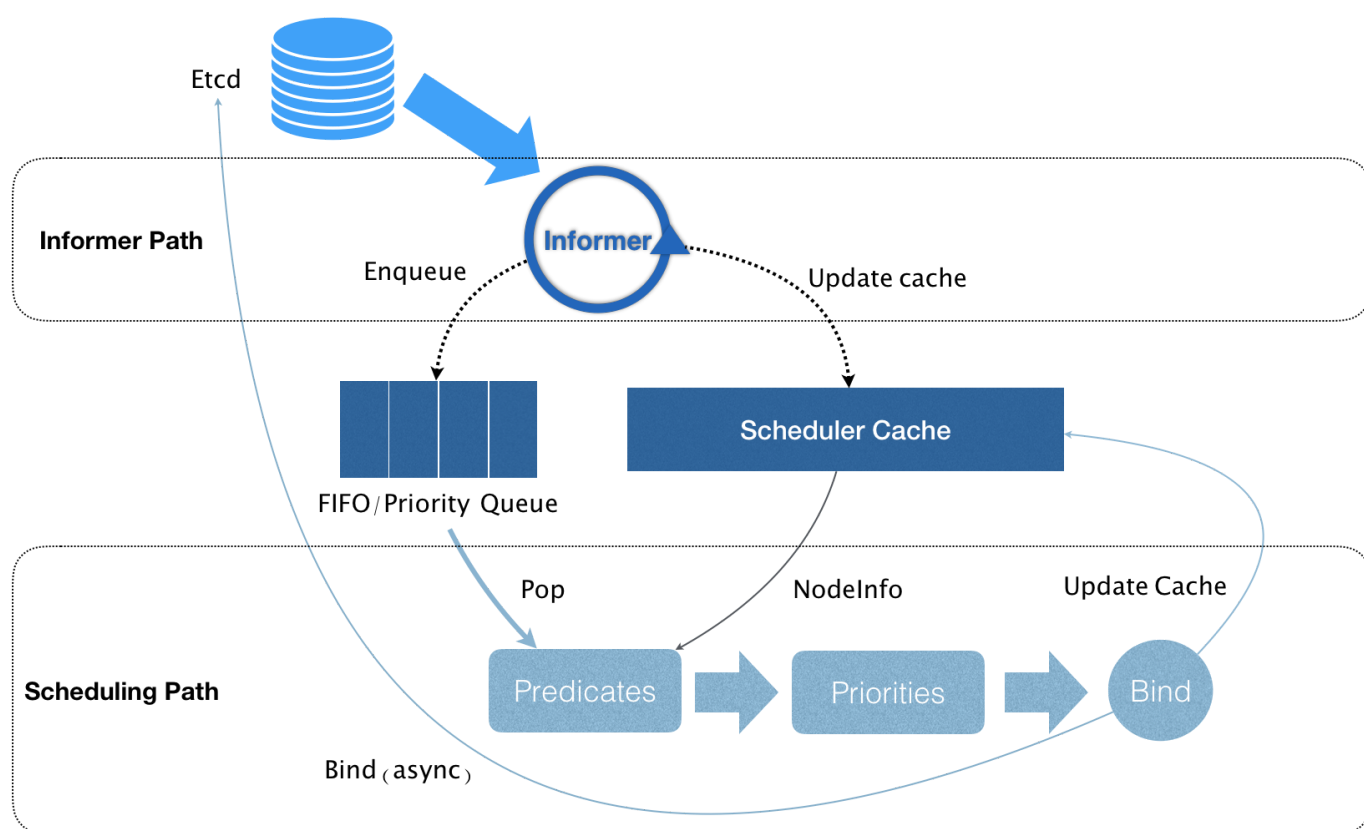 Etcd
Informer Path
Informer
Enqueue
Update cache
Scheduler Cache
FIFO/Priority Queue
Pop
NodeInfo
Update Cache
Scheduling Path
Predicates
Priorities
Bind
Bind(async)